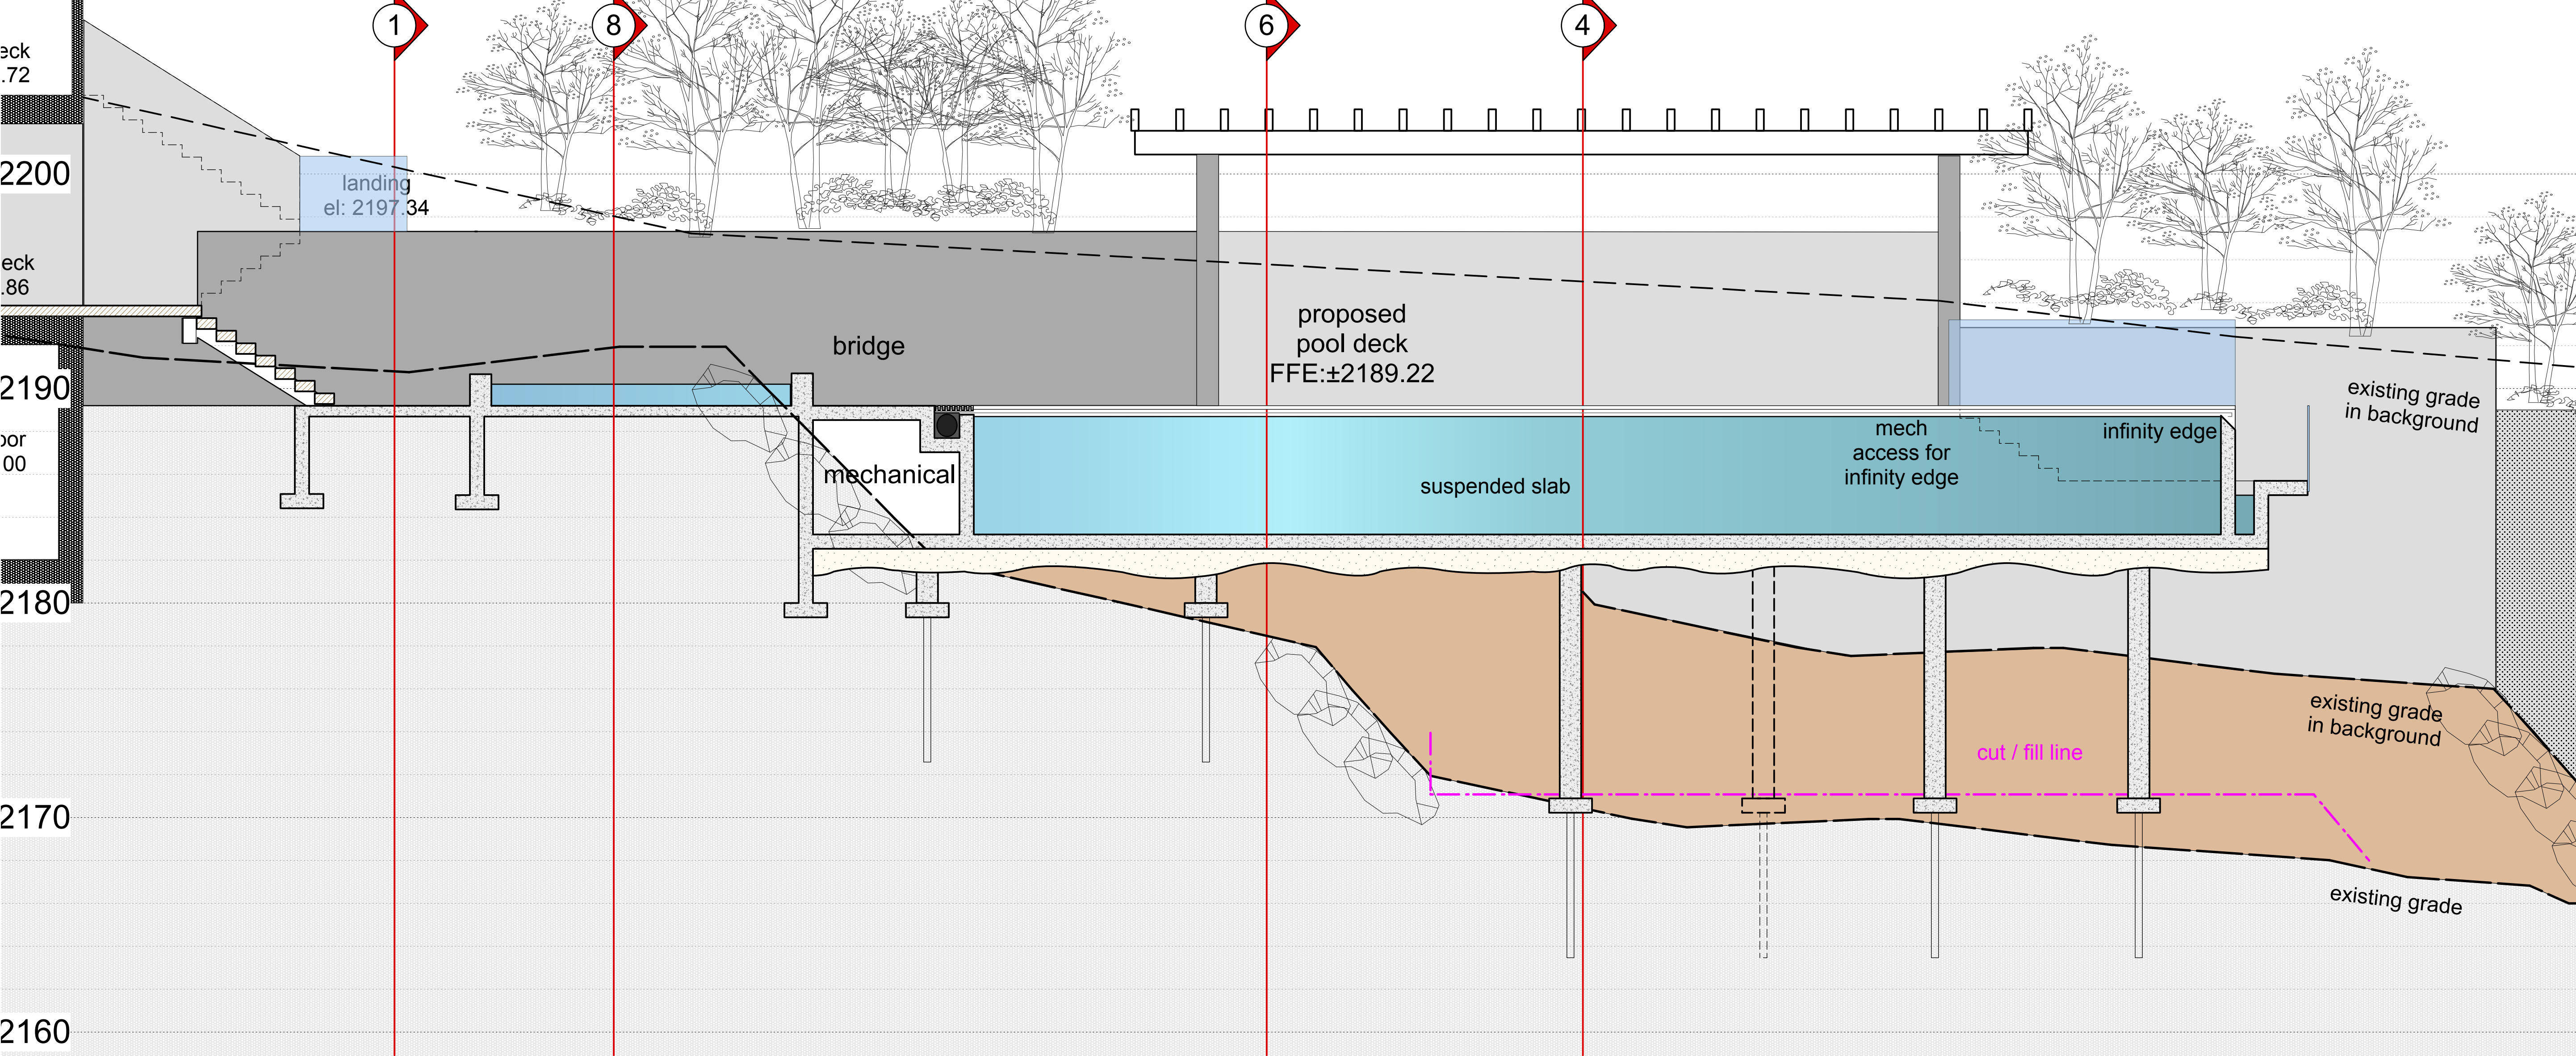 1
8
6
4
eck
.72
2200
landing
el: 2197.34
eck
.86
bridge
proposed
pool deck
FFE:±2189.22
2190
existing grade
in background
oor
00
mechanical
suspended slab
mech
access for
infinity edge
infinity edge
2180
existing grade
in background
cut / fill line
2170
existing grade
2160